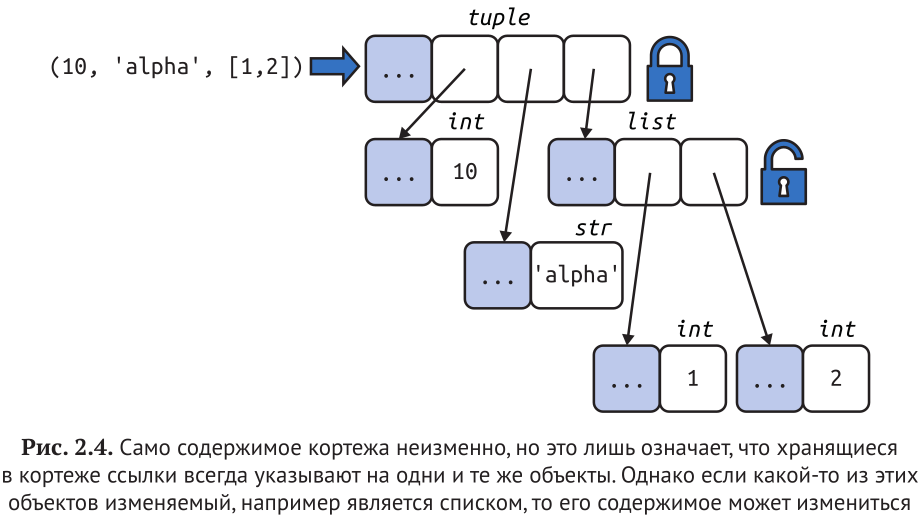 tuple
(10, 'alpha', [1,2])
...
int
list
...
10
...
str
...
'alpha'
int
int
...
1
...
2
Рис. 2.4. Само содержимое кортежа неизменно, но это лишь означает, что хранящиеся
в кортеже ссылки всегда указывают на одни и те же объекты. Однако если какой-то из этих
объектов изменяемый, например является списком, то его содержимое может измениться